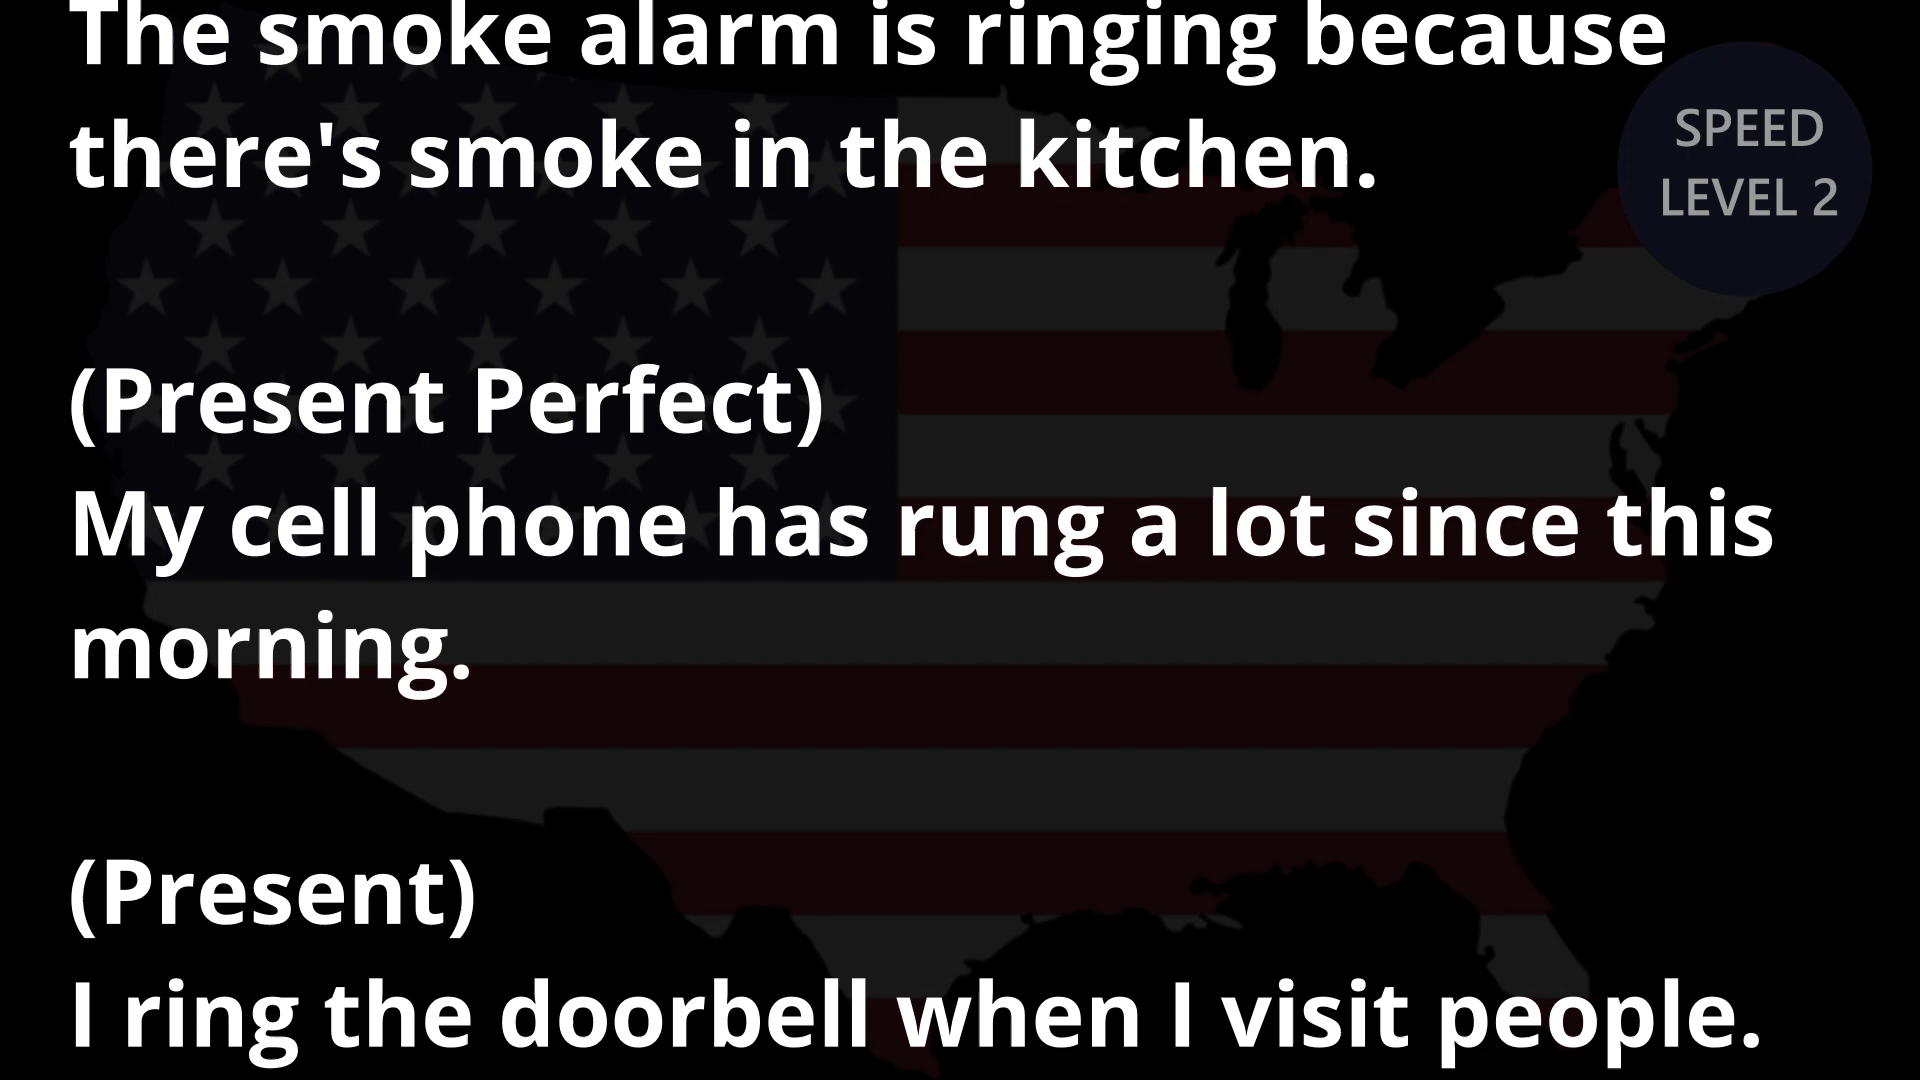 The smoke alarm is ringing because
there's smoke in the kitchen.
SPEED
LEVEL 2
(Present Perfect)
My cell phone has rung a lot since this
morning.
(Present)
I ring the doorbell when I visit people.